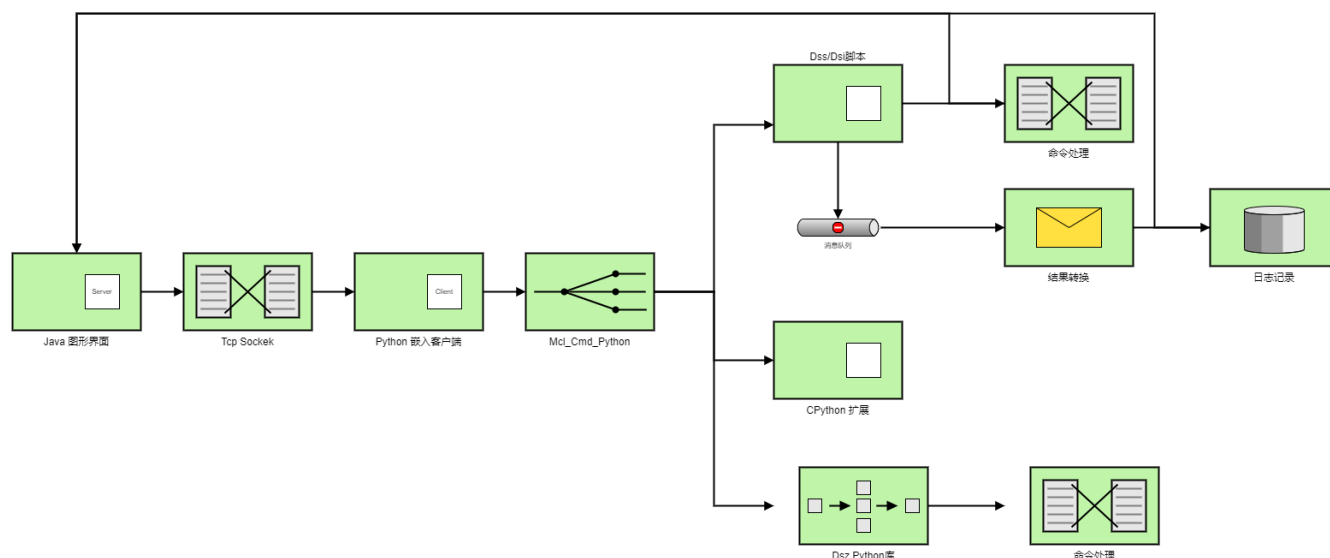 Dss/Dsi脚本
命令处理
消息队列
结果转换
日志记录
Server
Client
Java 图形界面
Tcp Sockek
Python 嵌入客户端
Mcl_Cmd_Python
CPython 扩展
Dsz Python库
命令处理